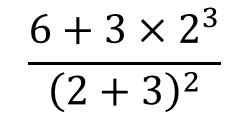 6 + 3 × 2³
(2 + 3)²